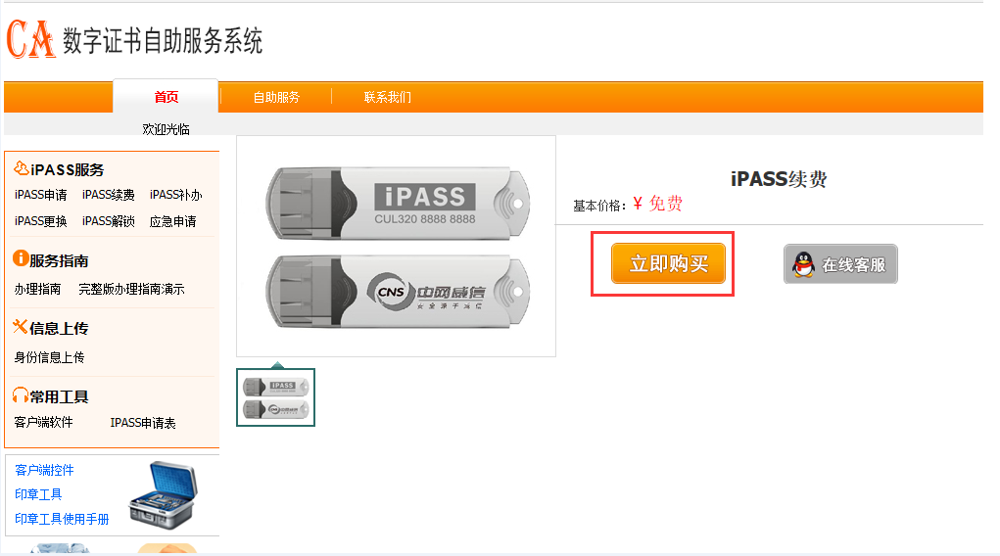 CA 数字证书自助服务系统
首页 自助服务 联系我们
欢迎光临
iPASS服务
iPASS申请 iPASS续费 iPASS补办
iPASS更换 iPASS解锁 应急申请
服务指南
办理指南 完整版办理指南演示
信息上传
身份信息上传
常用工具
客户端软件 IPASS申请表
客户端控件
印章工具
印章工具使用手册
iPASS
CUL320 8888 8888
CNS 中网威信
安全源于诚信
iPASS
CNS 中网威信
iPASS续费
基本价格：¥ 免费
立即购买 在线客服